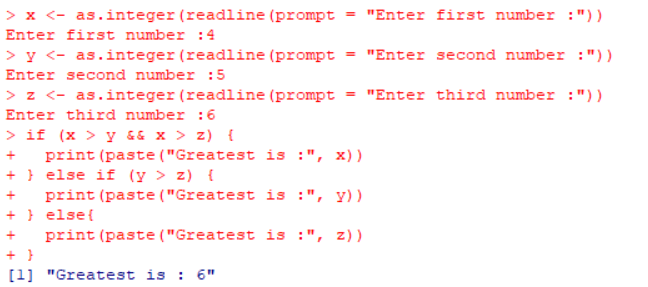 > x <- as.integer(readline(prompt = "Enter first number :"))
Enter first number :4
> y <- as.integer(readline(prompt = "Enter second number :"))
Enter second number :5
> z <- as.integer(readline(prompt = "Enter third number :"))
Enter third number :6
> if (x > y && x > z) {
+   print(paste("Greatest is :", x))
+ } else if (y > z) {
+   print(paste("Greatest is :", y))
+ } else{
+   print(paste("Greatest is :", z))
+ }
[1] "Greatest is : 6"